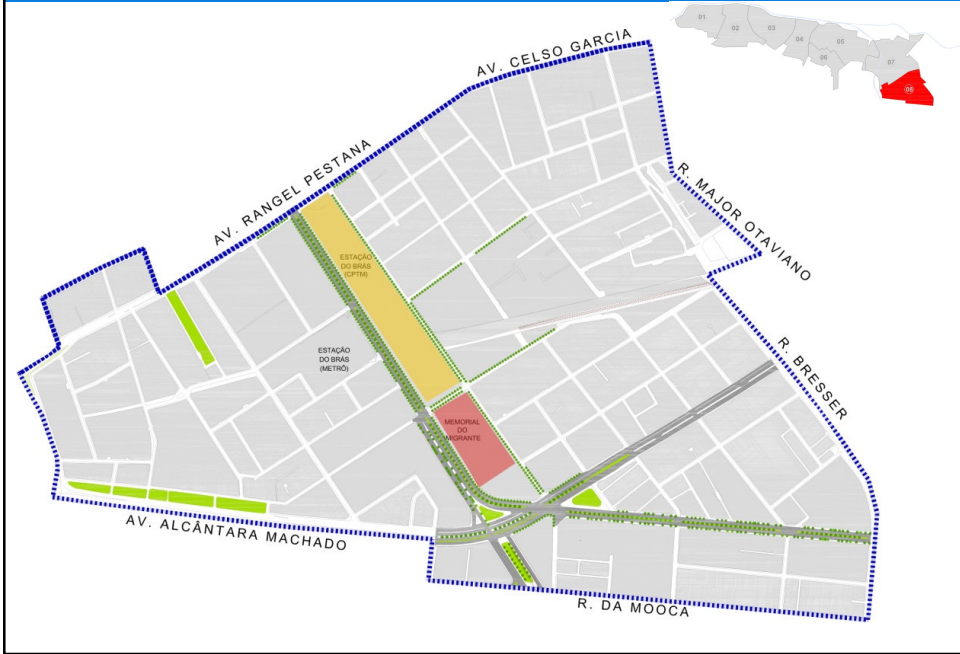 01
02
03
04
05
06
07
08
AV. CELSO GARCIA
AV. RANGEL PESTANA
R. MAJOR OTAVIANO
ESTAÇÃO
DO BRÁS
(CPTM)
ESTAÇÃO
DO BRÁS
(METRÔ)
R. BRESSER
MEMORIAL
DO
MIGRANTE
AV. ALCÂNTARA MACHADO
R. DA MOOCA